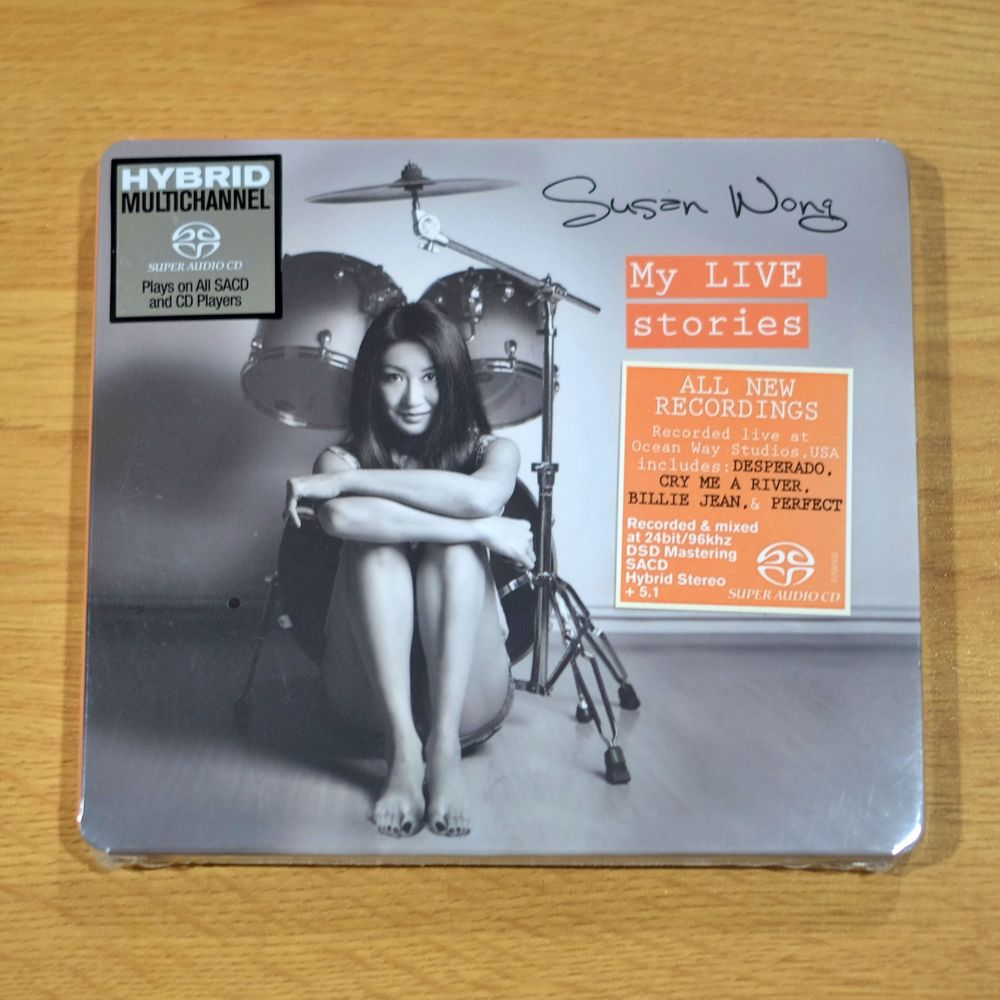 HYBRID
MULTICHANNEL
SUPER AUDIO CD
Plays on All SACD
and CD Players
Susan Wong
My LIVE
stories
ALL NEW
RECORDINGS
Recorded live at
Ocean Way Studios,USA
includes:DESPERADO,
CRY ME A RIVER,
BILLIE JEAN,& PERFECT
Recorded & mixed
at 24bit/96khz
DSD Mastering
SACD
Hybrid Stereo
+ 5.1
SUPER AUDIO CD